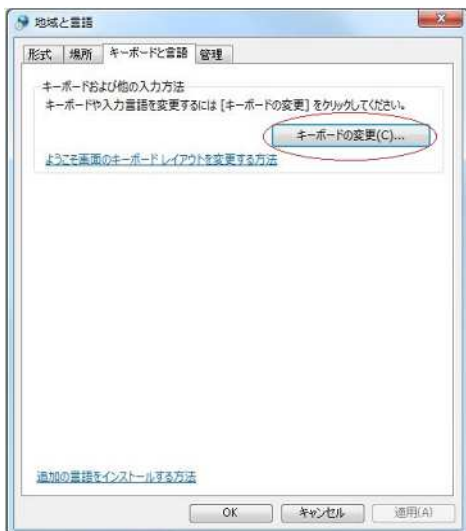 地域と言語
形式 場所 キーボードと言語 管理
キーボードおよび他の入力方法
キーボードや入力言語を変更するには [キーボードの変更] をクリックしてください。
キーボードの変更(C)...
ようこそ画面のキーボード レイアウトを変更する方法
追加の言語をインストールする方法
OK キャンセル 適用(A)